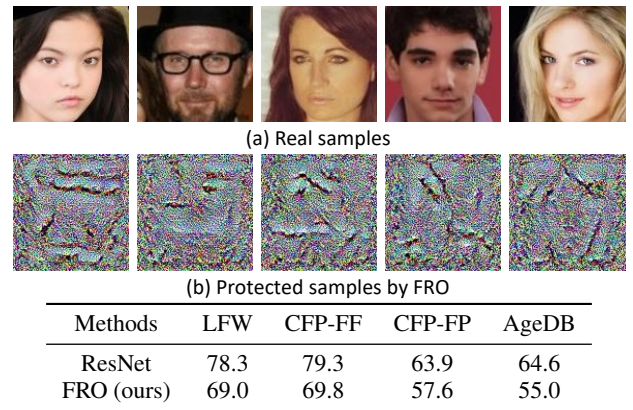 (a) Real samples
(b) Protected samples by FRO
Methods LFW CFP-FF CFP-FP AgeDB
ResNet 78.3 79.3 63.9 64.6
FRO (ours) 69.0 69.8 57.6 55.0